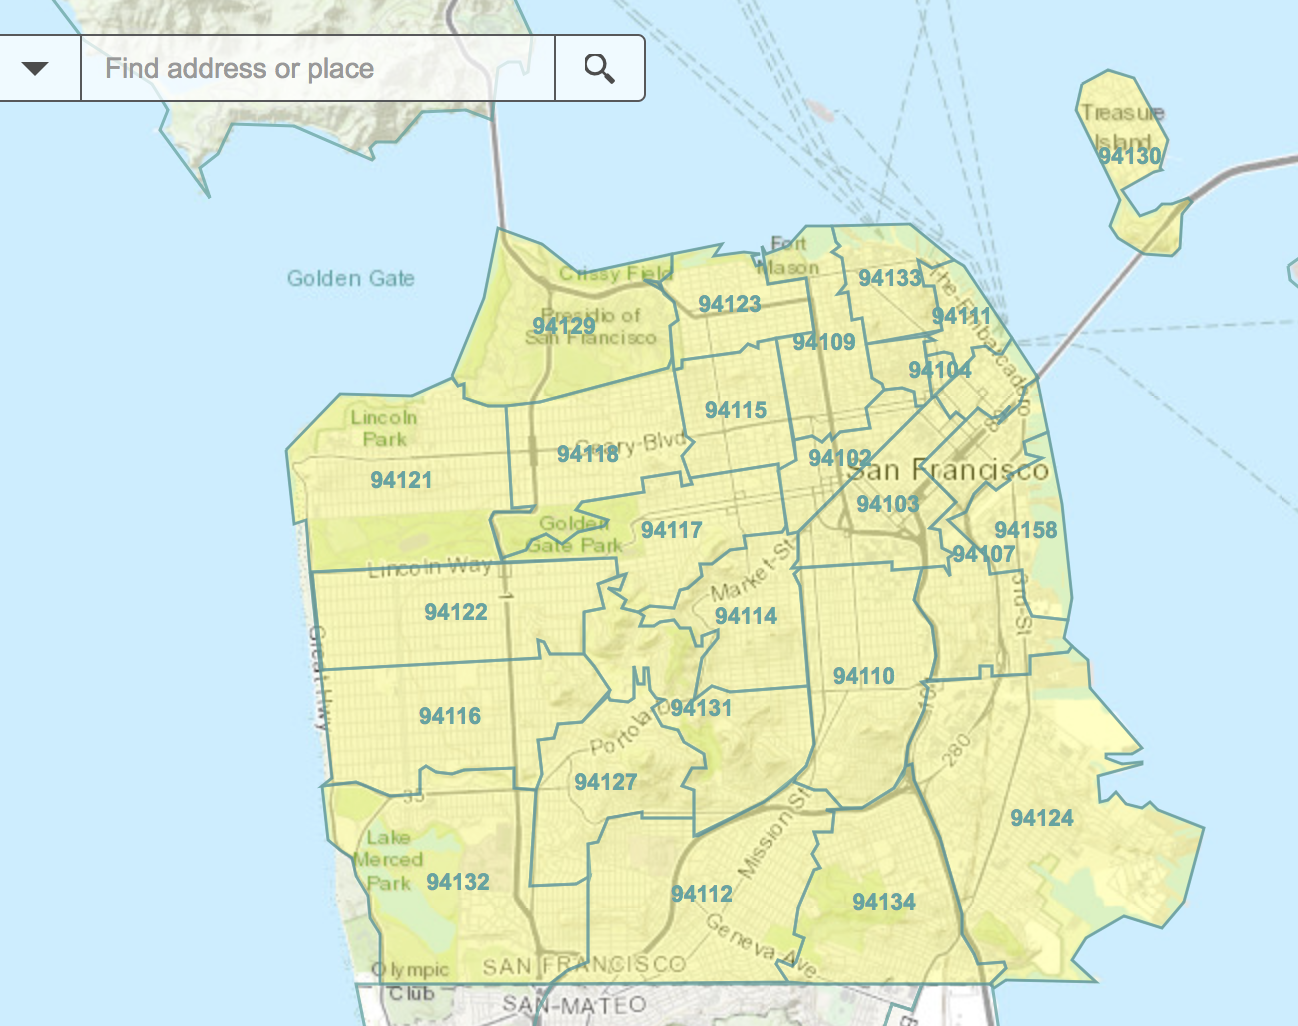 Find address or place
Treasure
Island
94130
Golden Gate
Fort
Mason
Crissy Field
94133
The-Embarcadero
94123
94111
Presidio of
94129
San Francisco
94109
94104
Lincoln
Park
94115
Geary-Blvd
94118
94102
80
San Francisco
94121
94103
Golden
Gate Park
94117
94158
94107
Lincoln Way
Market-St
1
3rd-St
94122
94114
Great Hwy
94110
94116
94131
101
Portola D
280
94127
35
Mission St
94124
Lake
Merced
Park
94132
94112
94134
Geneva Ave
Olympic
Club
SAN FRANCISCO
SAN-MATEO